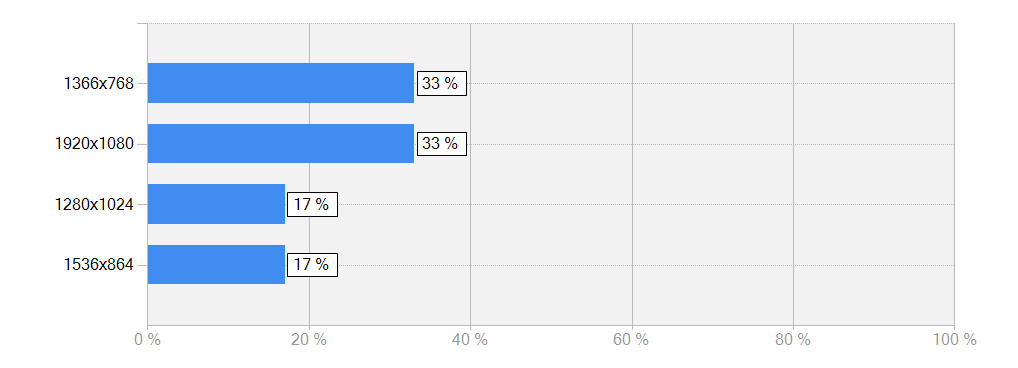 1366x768 33 %
1920x1080 33 %
1280x1024 17 %
1536x864 17 %
0 % 20 % 40 % 60 % 80 % 100 %